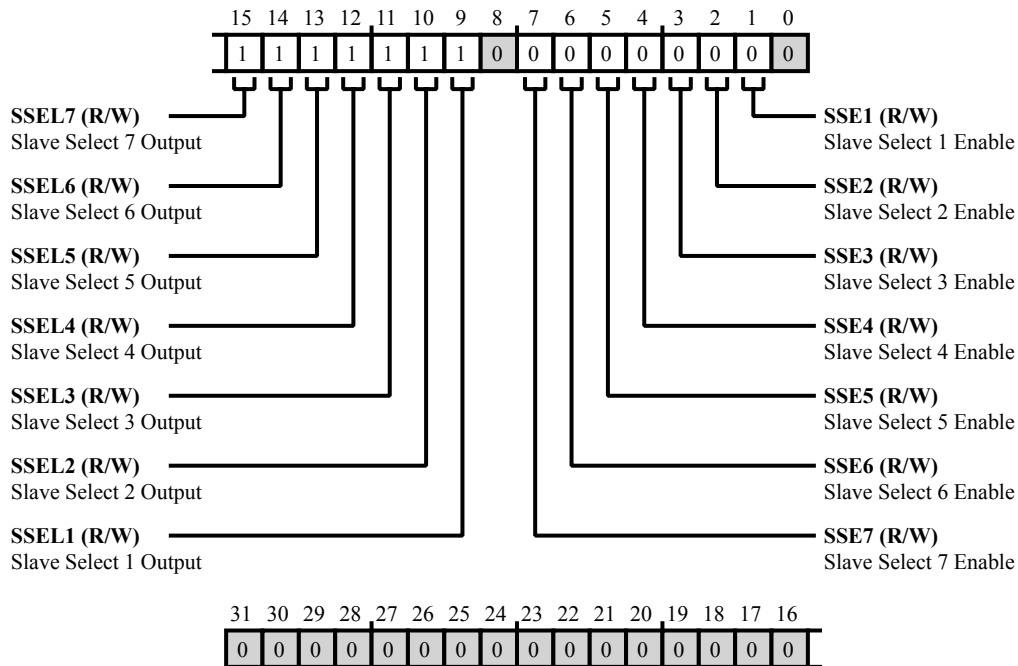 15 14 13 12 11 10 9 8 7 6 5 4 3 2 1 0
1 1 1 1 1 1 1 0 0 0 0 0 0 0 0 0
SSEL7 (R/W)
Slave Select 7 Output
SSEL6 (R/W)
Slave Select 6 Output
SSEL5 (R/W)
Slave Select 5 Output
SSEL4 (R/W)
Slave Select 4 Output
SSEL3 (R/W)
Slave Select 3 Output
SSEL2 (R/W)
Slave Select 2 Output
SSEL1 (R/W)
Slave Select 1 Output
SSE1 (R/W)
Slave Select 1 Enable
SSE2 (R/W)
Slave Select 2 Enable
SSE3 (R/W)
Slave Select 3 Enable
SSE4 (R/W)
Slave Select 4 Enable
SSE5 (R/W)
Slave Select 5 Enable
SSE6 (R/W)
Slave Select 6 Enable
SSE7 (R/W)
Slave Select 7 Enable
31 30 29 28 27 26 25 24 23 22 21 20 19 18 17 16
0 0 0 0 0 0 0 0 0 0 0 0 0 0 0 0